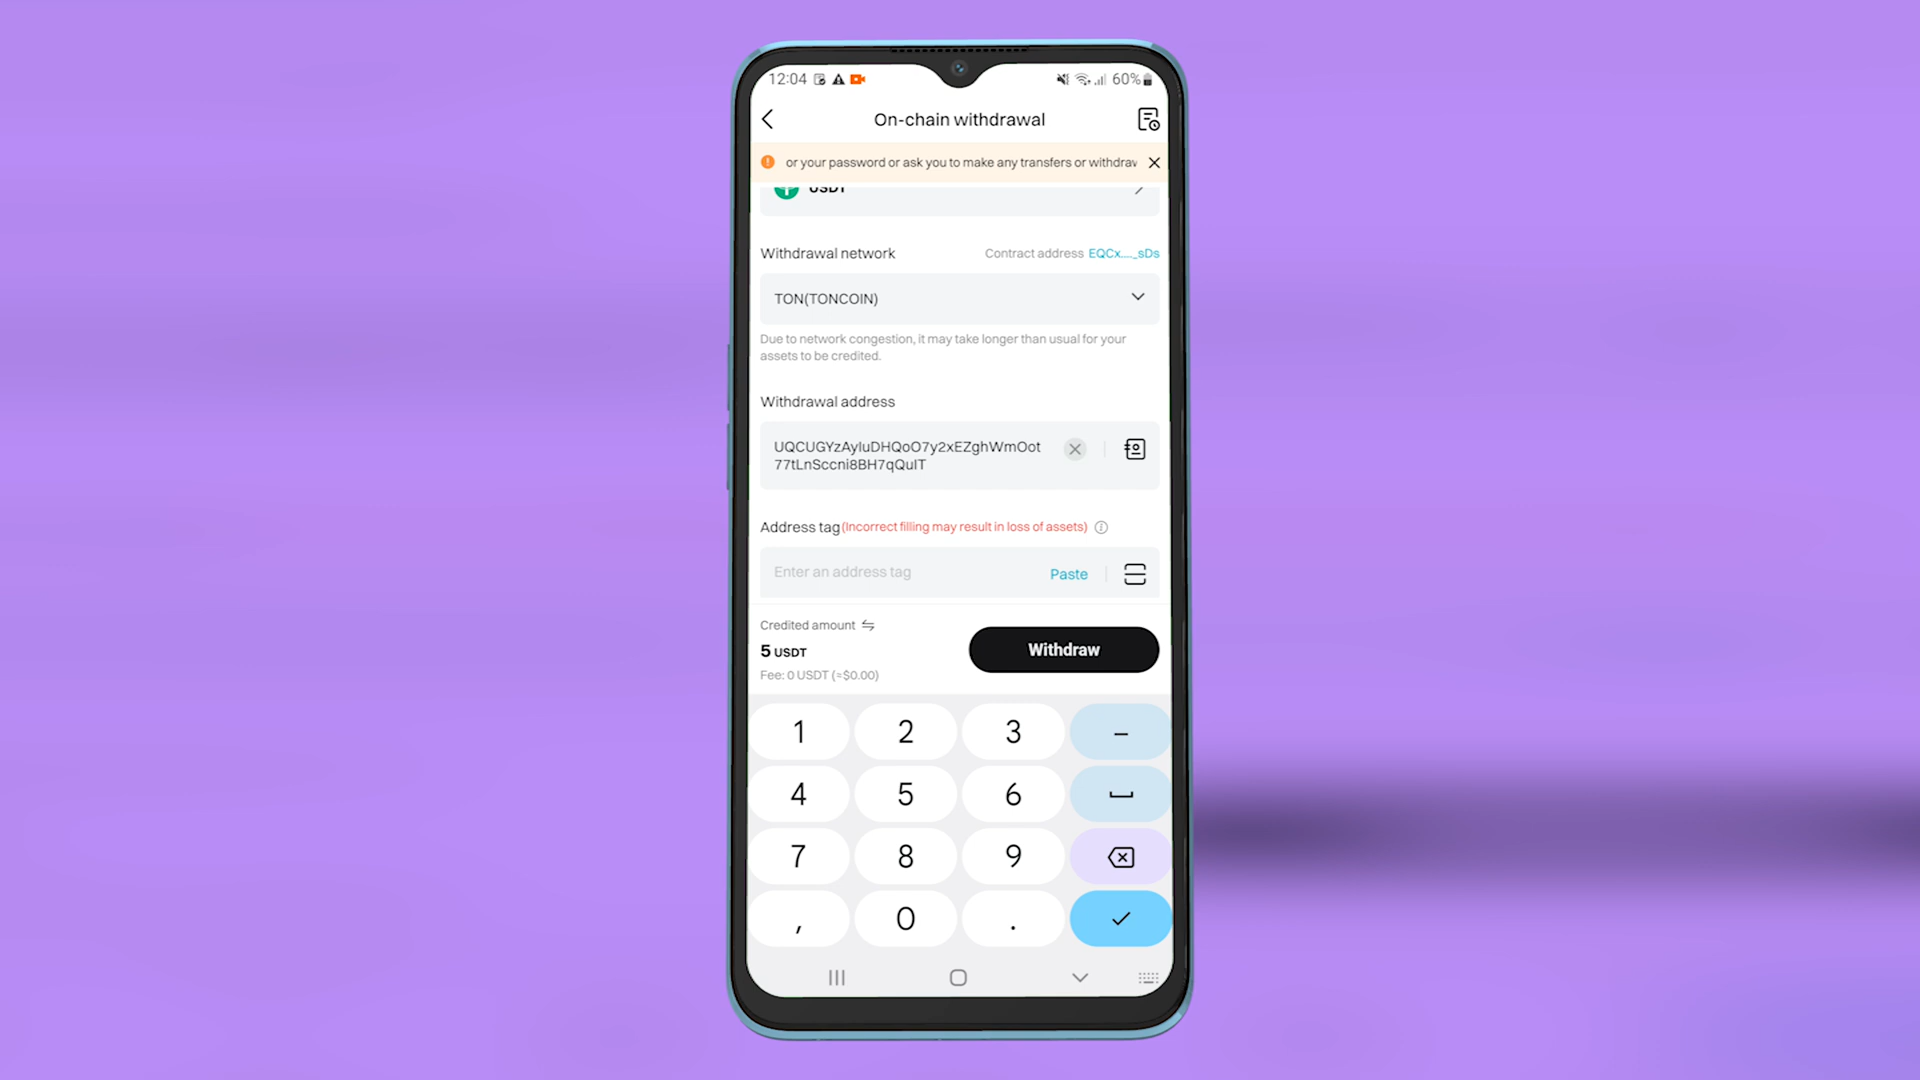 12:04
60%
On-chain withdrawal
or your password or ask you to make any transfers or withdraw
USDT
Withdrawal network
Contract address EQCx...._sDs
TON(TONCOIN)
Due to network congestion, it may take longer than usual for your
assets to be credited.
Withdrawal address
UQCUGYzAyIuDHQoO7y2xEZghWmOot
77tLnSccni8BH7qQuIT
Address tag(Incorrect filling may result in loss of assets)
Enter an address tag
Paste
Credited amount
5 USDT
Fee: 0 USDT (≈$0.00)
Withdraw
1 2 3 –
4 5 6
7 8 9
, 0 .